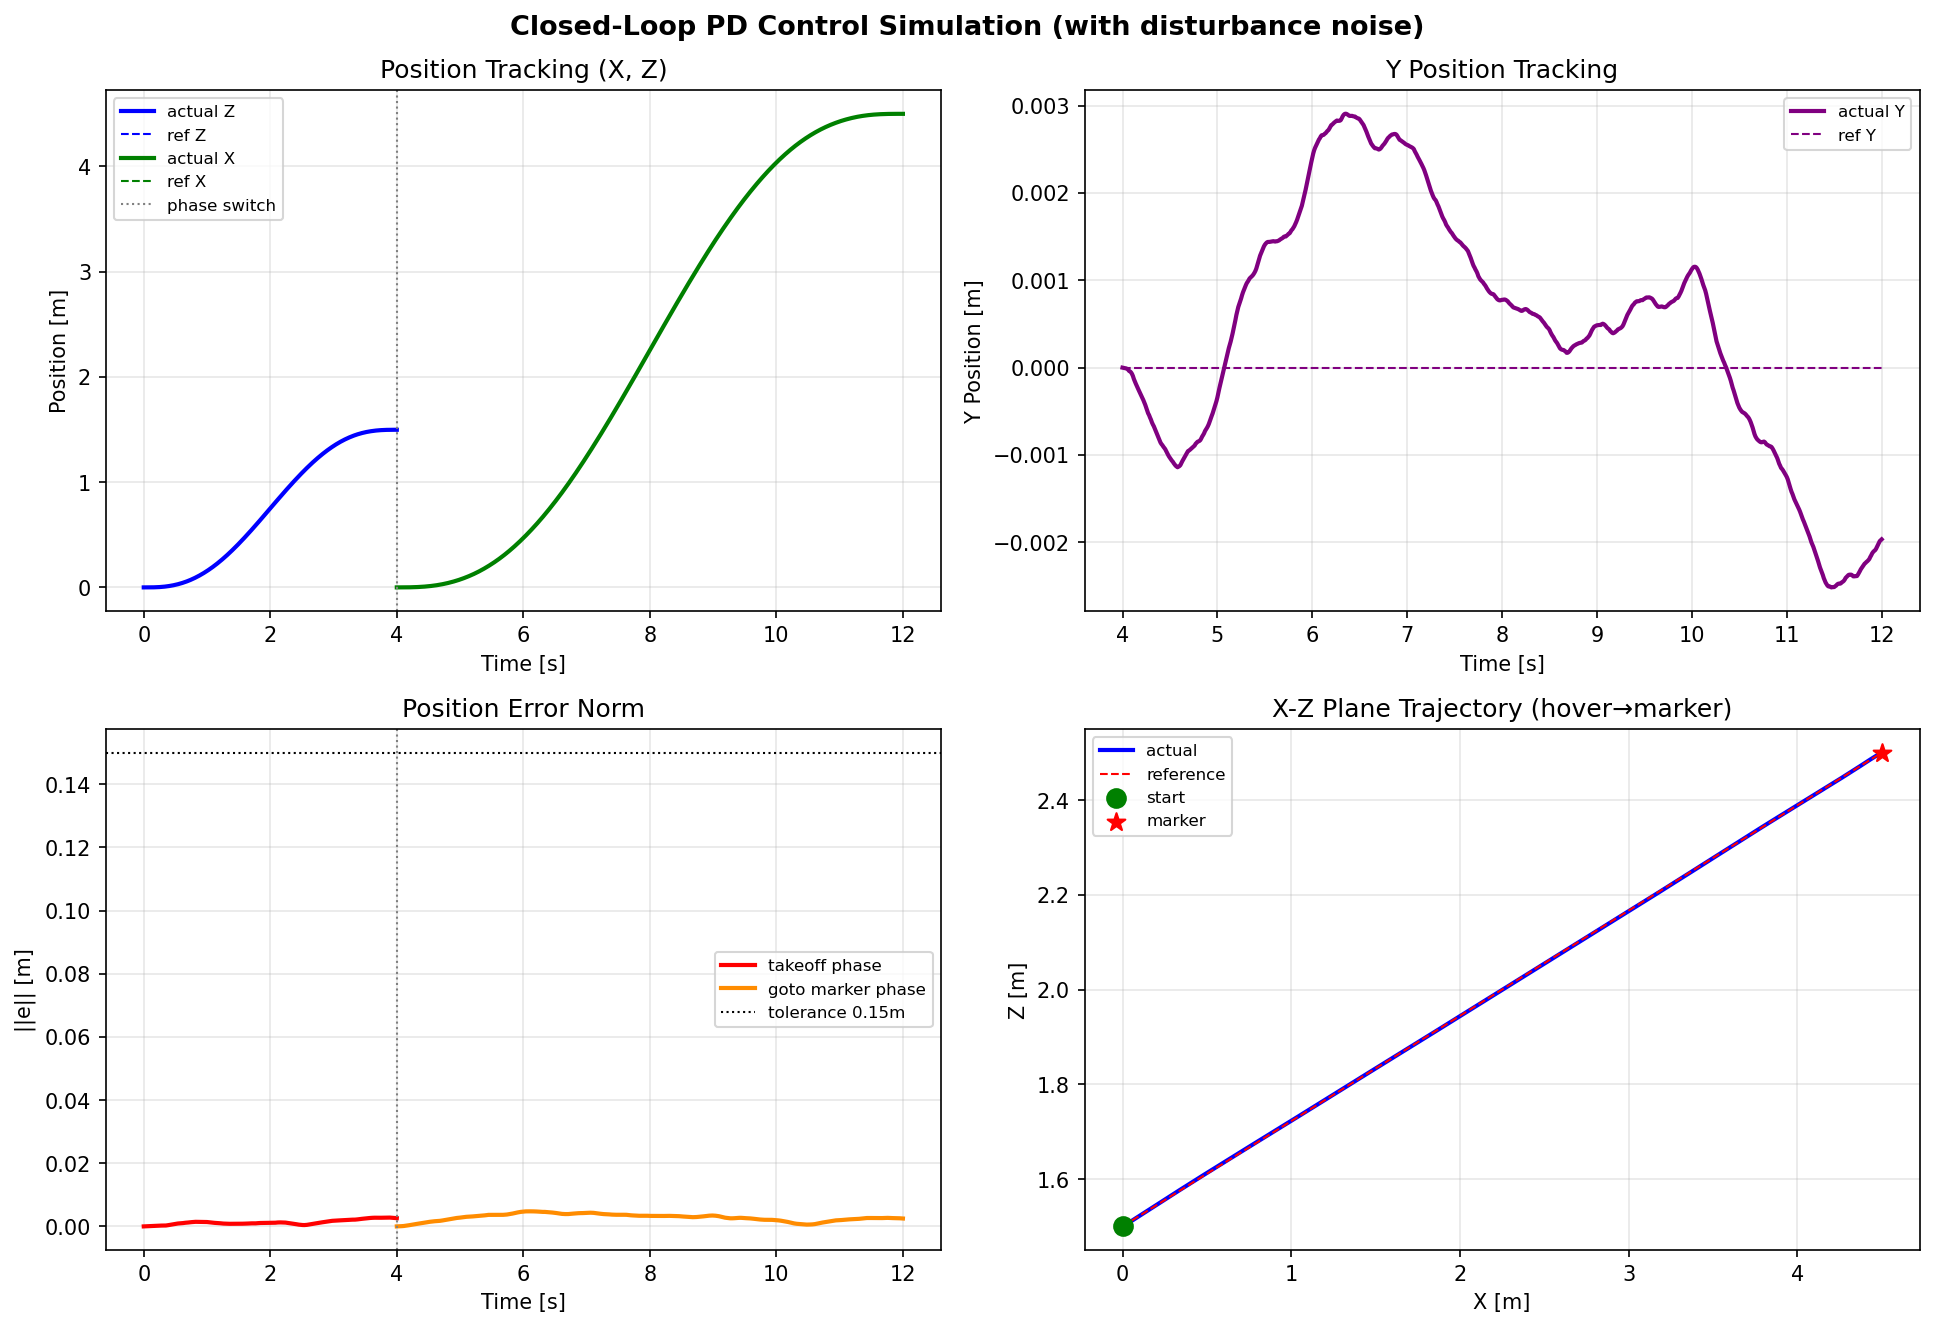 Closed-Loop PD Control Simulation (with disturbance noise)
Position Tracking (X, Z)
actual Z
ref Z
actual X
ref X
phase switch
Position [m]
4
3
2
1
0
0 2 4 6 8 10 12
Time [s]
Y Position Tracking
actual Y
ref Y
Y Position [m]
0.003
0.002
0.001
0.000
−0.001
−0.002
4 5 6 7 8 9 10 11 12
Time [s]
Position Error Norm
takeoff phase
goto marker phase
tolerance 0.15m
||e|| [m]
0.14
0.12
0.10
0.08
0.06
0.04
0.02
0.00
0 2 4 6 8 10 12
Time [s]
X-Z Plane Trajectory (hover→marker)
actual
reference
start
marker
Z [m]
2.4
2.2
2.0
1.8
1.6
0 1 2 3 4
X [m]